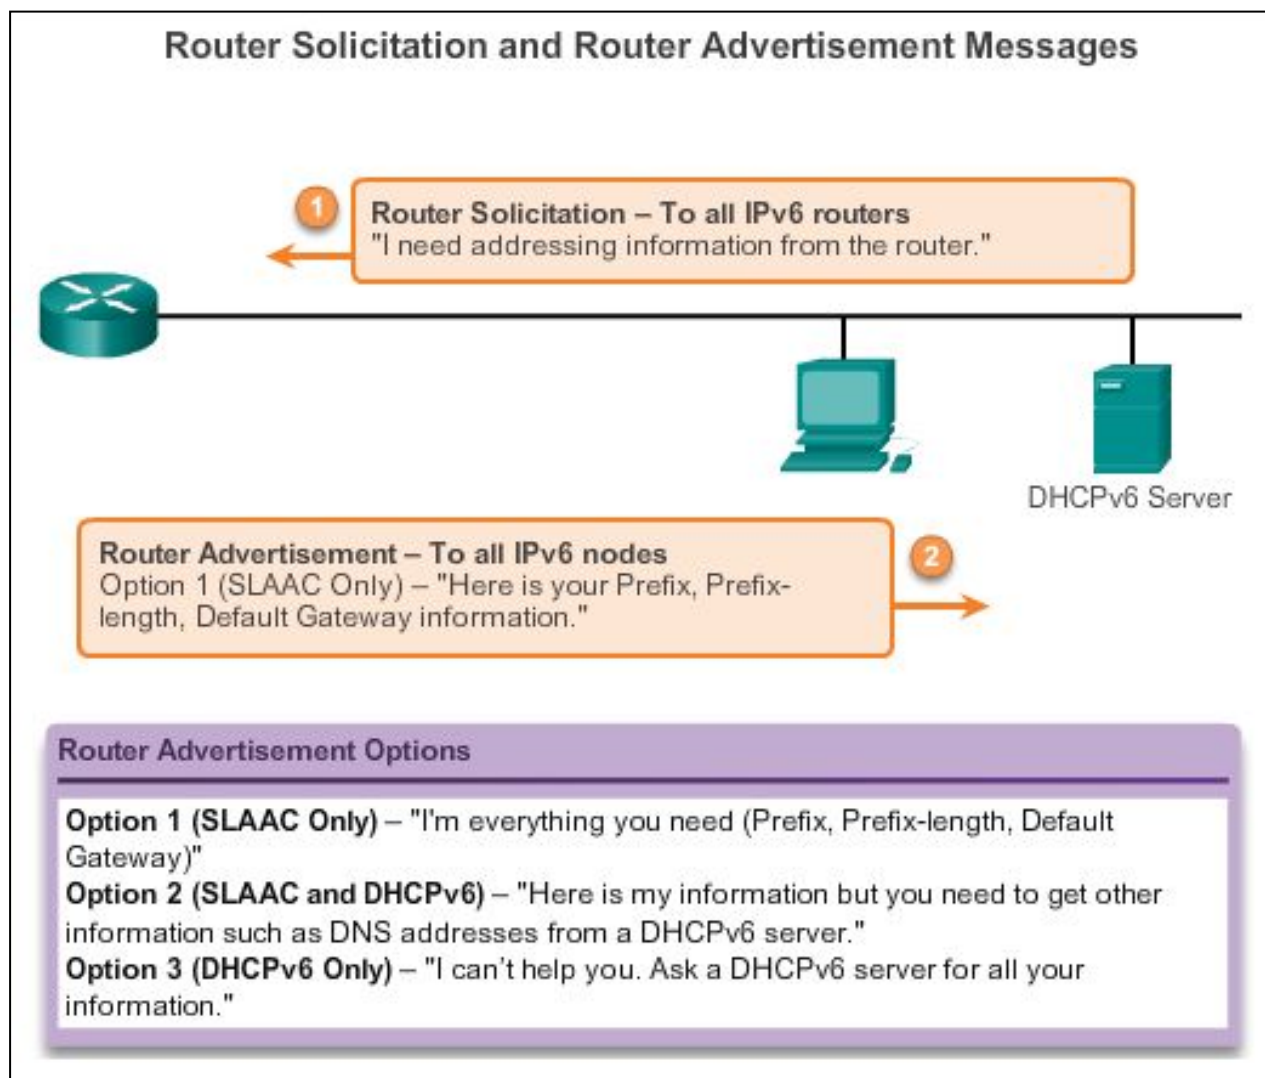 Router Solicitation and Router Advertisement Messages
1
Router Solicitation – To all IPv6 routers
"I need addressing information from the router."
DHCPv6 Server
Router Advertisement – To all IPv6 nodes
Option 1 (SLAAC Only) – "Here is your Prefix, Prefix-
length, Default Gateway information."
2
Router Advertisement Options
Option 1 (SLAAC Only) – "I'm everything you need (Prefix, Prefix-length, Default
Gateway)"
Option 2 (SLAAC and DHCPv6) – "Here is my information but you need to get other
information such as DNS addresses from a DHCPv6 server."
Option 3 (DHCPv6 Only) – "I can't help you. Ask a DHCPv6 server for all your
information."